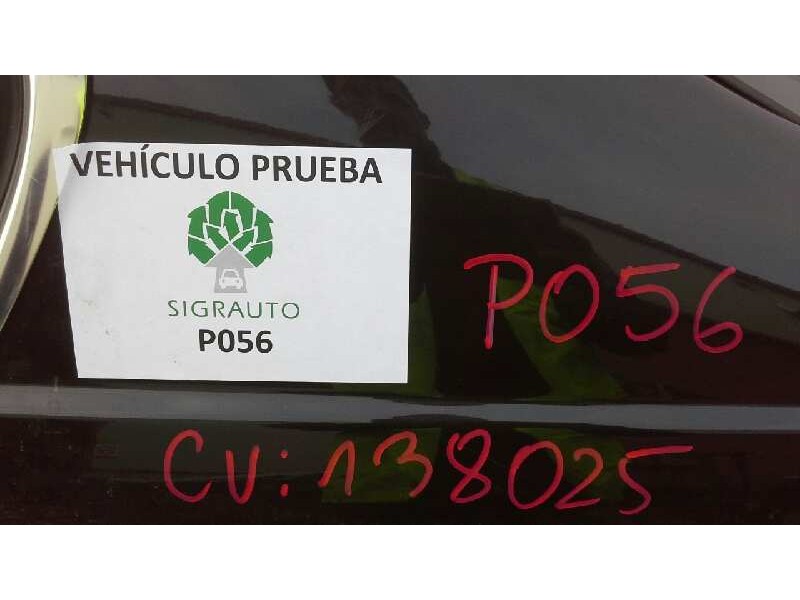 VEHÍCULO PRUEBA
SIGRAUTO
P056
P056
CV: 138025